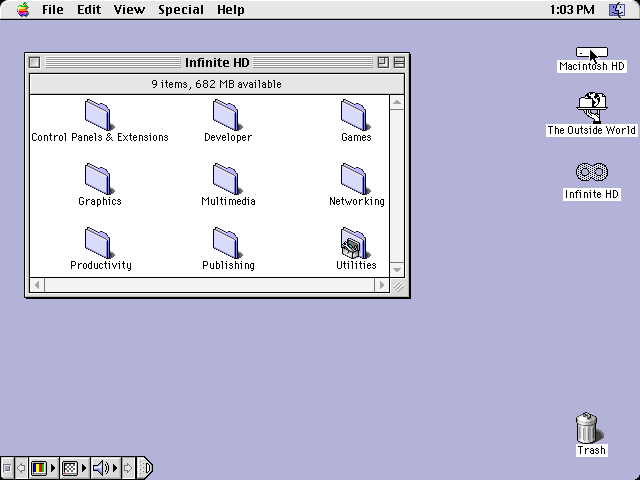 File Edit View Special Help 1:03 PM
Infinite HD
9 items, 682 MB available
Control Panels & Extensions Developer Games
Graphics Multimedia Networking
Productivity Publishing Utilities
Macintosh HD
The Outside World
Infinite HD
Trash